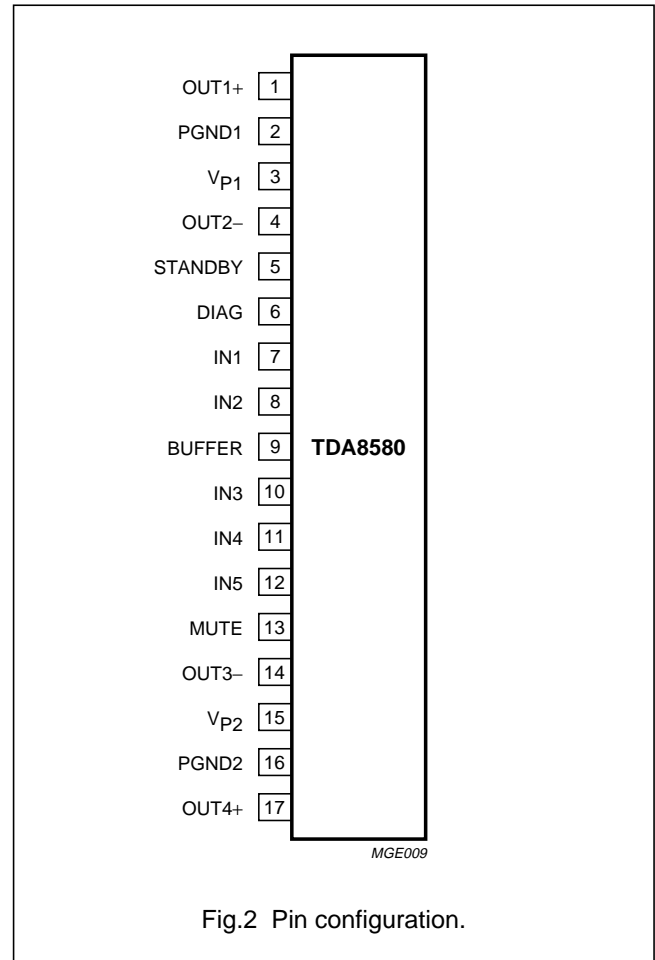 OUT1+ 1
PGND1 2
VP1 3
OUT2− 4
STANDBY 5
DIAG 6
IN1 7
IN2 8
BUFFER 9 TDA8580
IN3 10
IN4 11
IN5 12
MUTE 13
OUT3− 14
VP2 15
PGND2 16
OUT4+ 17
MGE009
Fig.2 Pin configuration.